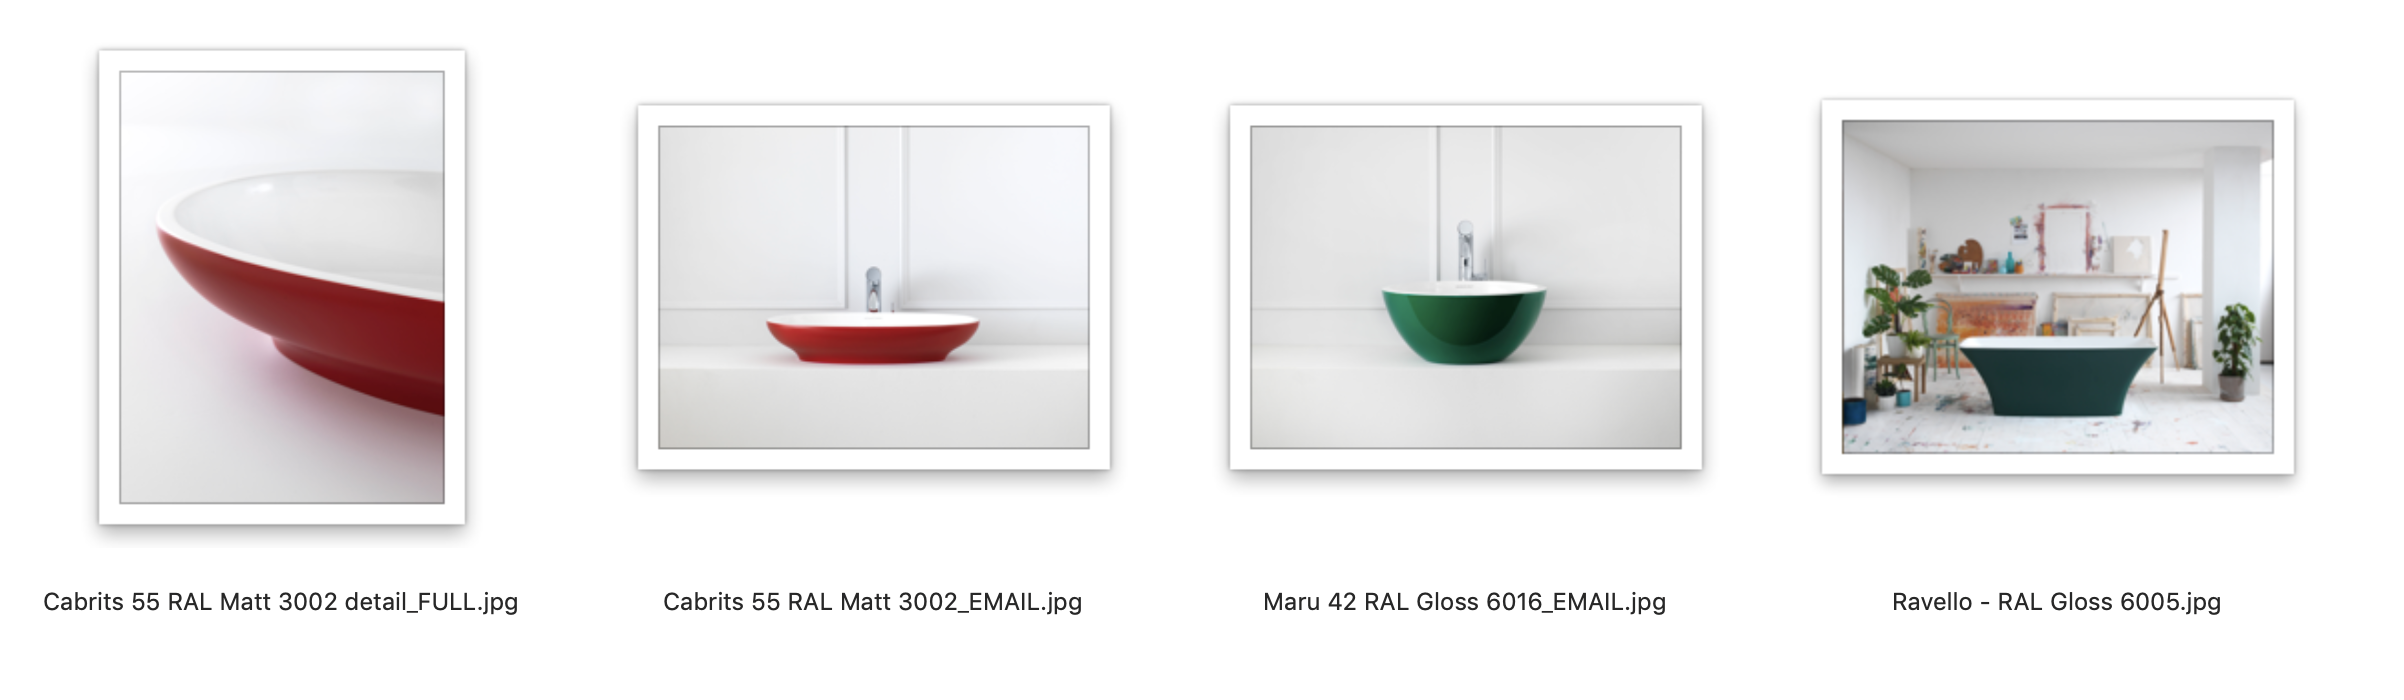 Cabrits 55 RAL Matt 3002 detail_FULL.jpg
Cabrits 55 RAL Matt 3002_EMAIL.jpg
Maru 42 RAL Gloss 6016_EMAIL.jpg
Ravello - RAL Gloss 6005.jpg